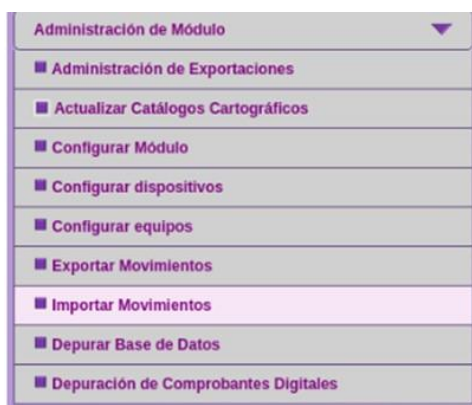 Administración de Módulo
Administración de Exportaciones
Actualizar Catálogos Cartográficos
Configurar Módulo
Configurar dispositivos
Configurar equipos
Exportar Movimientos
Importar Movimientos
Depurar Base de Datos
Depuración de Comprobantes Digitales